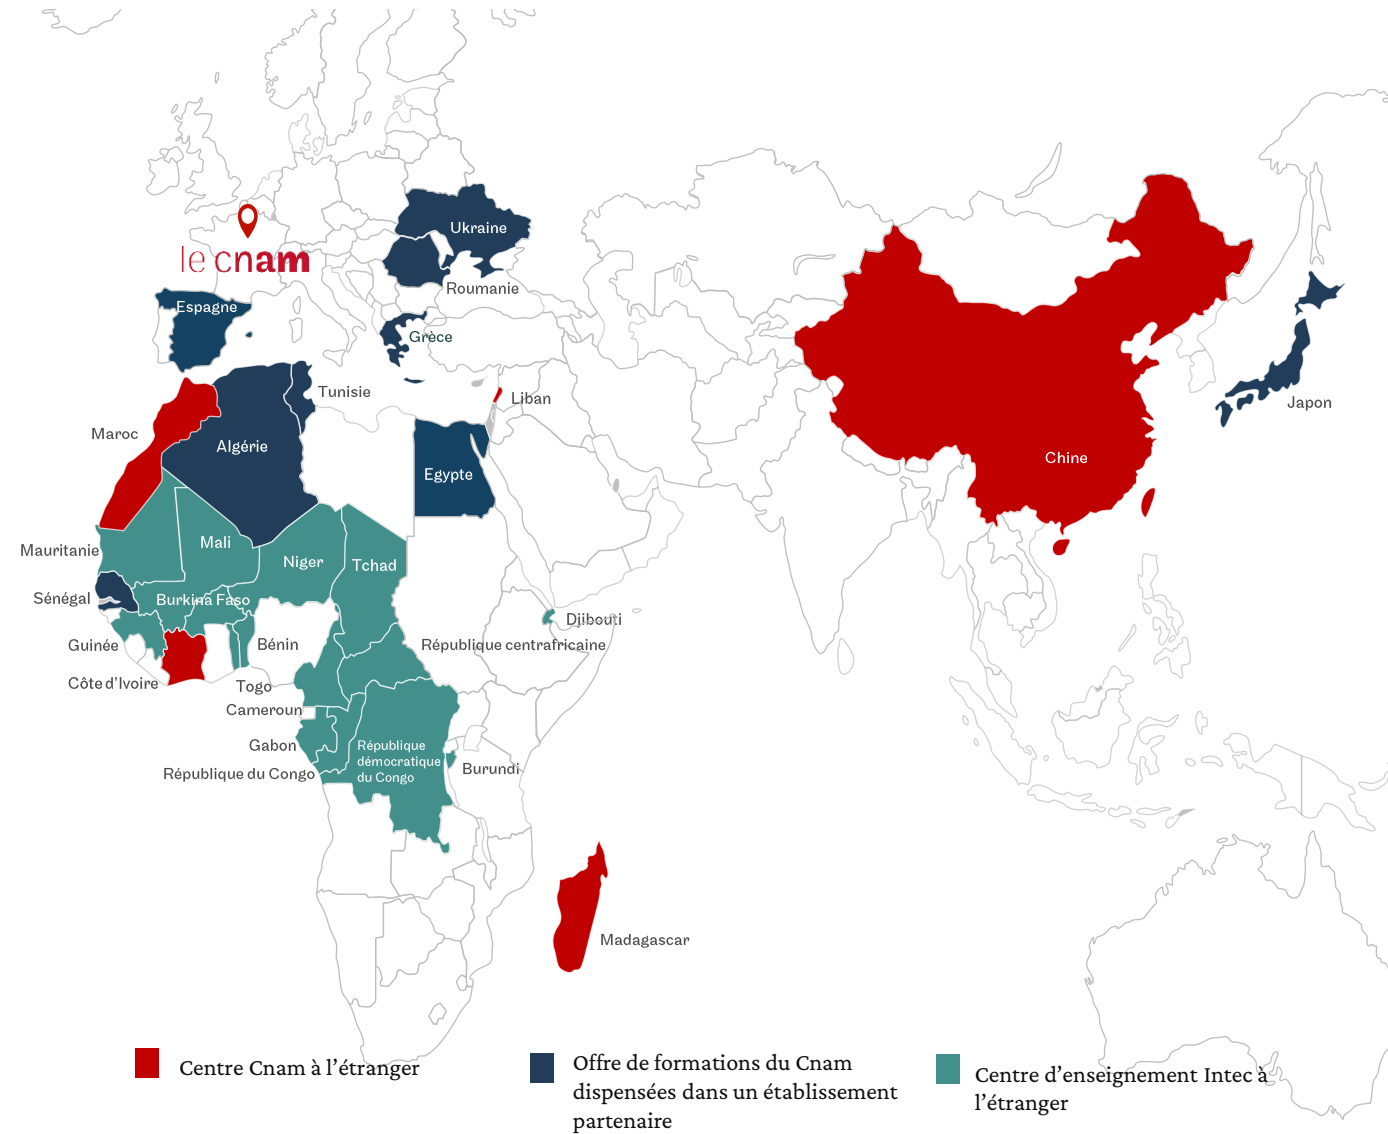 Ukraine
le cnam
Roumanie
Espagne
Grèce
Tunisie
Liban
Japon
Maroc
Algérie
Chine
Egypte
Mali
Mauritanie
Niger
Tchad
Sénégal
Burkina Faso
Djibouti
Guinée
Bénin
République centrafricaine
Côte d’Ivoire
Togo
Cameroun
Gabon
République
démocratique
du Congo
République du Congo
Burundi
Madagascar
Centre Cnam à l’étranger
Offre de formations du Cnam
dispensées dans un établissement
partenaire
Centre d’enseignement Intec à
l’étranger